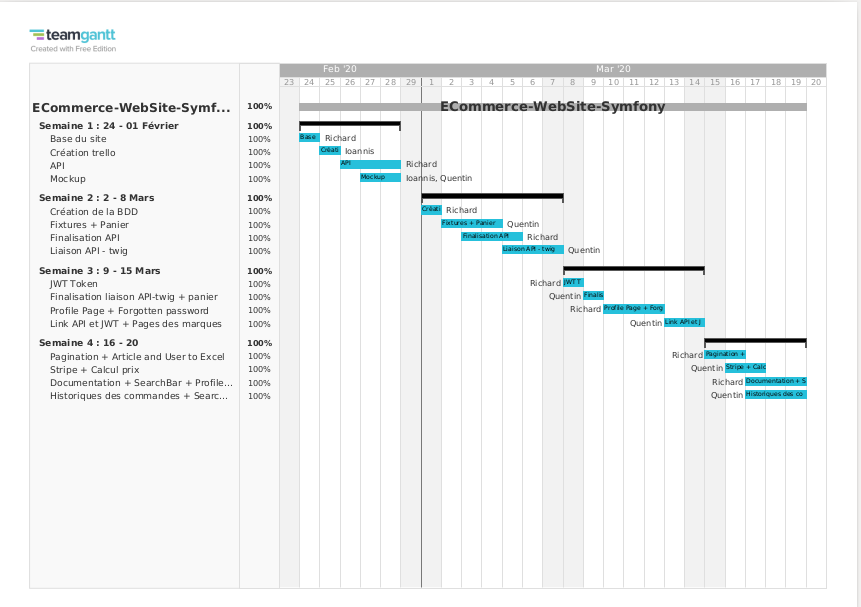 teamgantt
Created with Free Edition
Feb '20 Mar '20
23 24 25 26 27 28 29 1 2 3 4 5 6 7 8 9 10 11 12 13 14 15 16 17 18 19 20
ECommerce-WebSite-Symf... 100% ECommerce-WebSite-Symfony
Semaine 1 : 24 - 01 Février 100%
Base du site 100% Base Richard
Création trello 100% Créati Ioannis
API 100% API Richard
Mockup 100% Mockup Ioannis, Quentin
Semaine 2 : 2 - 8 Mars 100%
Création de la BDD 100% Créati Richard
Fixtures + Panier 100% Fixtures + Panier Quentin
Finalisation API 100% Finalisation API Richard
Liaison API - twig 100% Liaison API - twig Quentin
Semaine 3 : 9 - 15 Mars 100%
JWT Token 100% Richard JWT T
Finalisation liaison API-twig + panier 100% Quentin Finalis
Profile Page + Forgotten password 100% Richard Profile Page + Forg
Link API et JWT + Pages des marques 100% Quentin Link API et J
Semaine 4 : 16 - 20 100%
Pagination + Article and User to Excel 100% Richard Pagination +
Stripe + Calcul prix 100% Quentin Stripe + Calc
Documentation + SearchBar + Profile... 100% Richard Documentation + S
Historiques des commandes + Searc... 100% Quentin Historiques des co